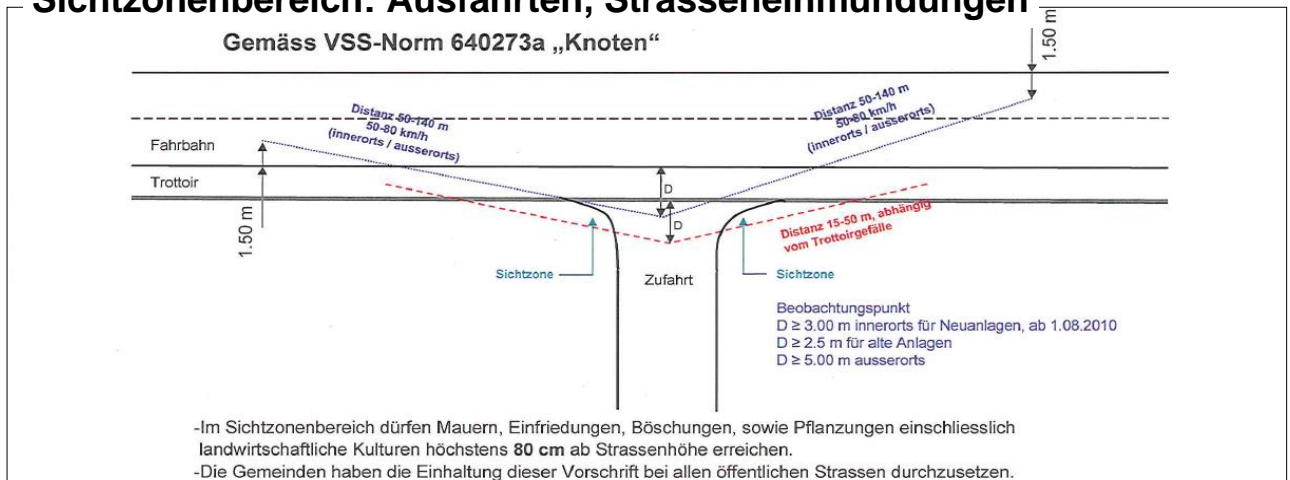 Sichtzonenbereich: Ausfahrten, Strasseneinmündungen
Gemäss VSS-Norm 640273a „Knoten“
1.50 m
Distanz 50-140 m
50-80 km/h
(innerorts / ausserorts)
Distanz 50-140 m
50-80 km/h
(innerorts / ausserorts)
Fahrbahn
Trottoir
D
D
1.50 m
Distanz 15-50 m, abhängig
vom Trottoirgefälle
Sichtzone
Zufahrt
Sichtzone
Beobachtungspunkt
D ≥ 3.00 m innerorts für Neuanlagen, ab 1.08.2010
D ≥ 2.5 m für alte Anlagen
D ≥ 5.00 m ausserorts
-Im Sichtzonenbereich dürfen Mauern, Einfriedungen, Böschungen, sowie Pflanzungen einschliesslich
landwirtschaftliche Kulturen höchstens 80 cm ab Strassenhöhe erreichen.
-Die Gemeinden haben die Einhaltung dieser Vorschrift bei allen öffentlichen Strassen durchzusetzen.